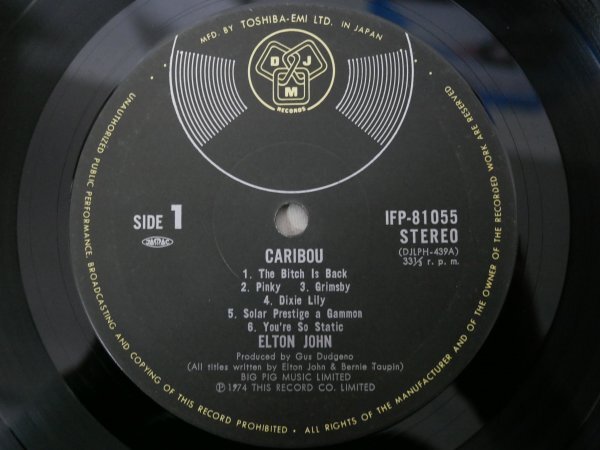 MFD. BY TOSHIBA-EMI LTD. IN JAPAN
DJM
RECORDS
UNAUTHORIZED PUBLIC PERFORMANCE, BROADCASTING AND COPYING OF THIS RECORD PROHIBITED • ALL RIGHTS OF THE MANUFACTURER AND OF THE OWNER OF THE RECORDED WORK ARE RESERVED
SIDE 1
JASRAC
IFP-81055
STEREO
(DJLPH-439A)
33⅓ r. p. m.
CARIBOU
1. The Bitch Is Back
2. Pinky 3. Grimsby
4. Dixie Lily
5. Solar Prestige a Gammon
6. You're So Static
ELTON JOHN
Produced by Gus Dudgeno
(All titles written by Elton John & Bernie Taupin)
BIG PIG MUSIC LIMITED
Ⓟ 1974 THIS RECORD CO. LIMITED